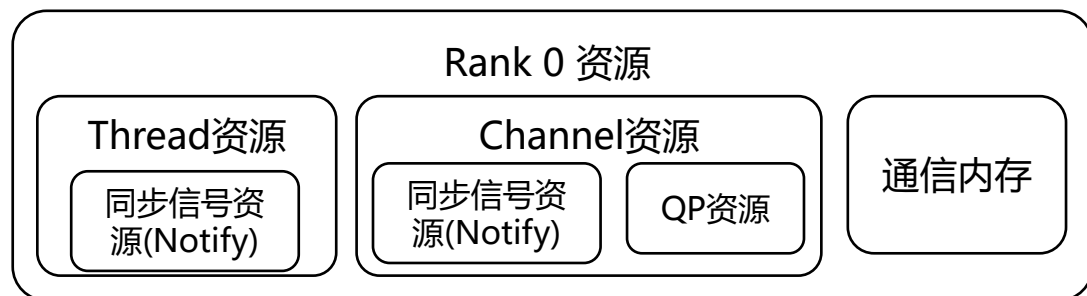 Rank 0 资源
Thread资源
同步信号资
源(Notify)
Channel资源
同步信号资
源(Notify)
QP资源
通信内存